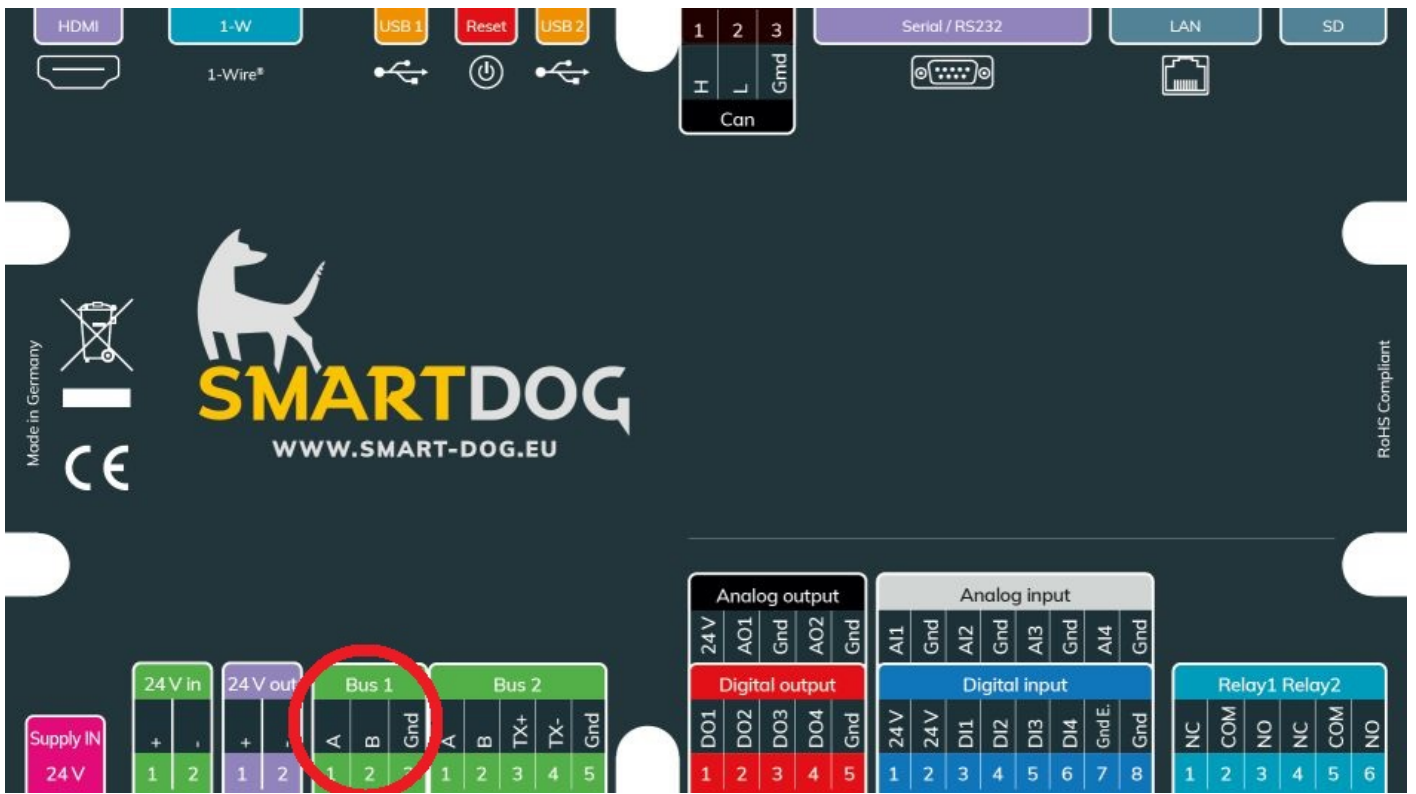 HDMI
1-W
USB 1
Reset
USB 2
1 2 3
Serial / RS232
LAN
SD
1-Wire®
H L Gmd
Can
Made in Germany
RoHS Compliant
SMARTDOG
WWW.SMART-DOG.EU
CE
Analog output
24 V AO1 Gnd AO2 Gnd
Analog input
AI1 Gnd AI2 Gnd AI3 Gnd AI4 Gnd
Supply IN
24 V
24 V in
+ -
1 2
24 V out
+ -
1 2
Bus 1
A B Gnd
1 2 3
Bus 2
A B TX+ TX- Gnd
1 2 3 4 5
Digital output
DO1 DO2 DO3 DO4 Gnd
1 2 3 4 5
Digital input
24 V 24 V DI1 DI2 DI3 DI4 Gnd E. Gnd
1 2 3 4 5 6 7 8
Relay1 Relay2
NC COM NO NC COM NO
1 2 3 4 5 6